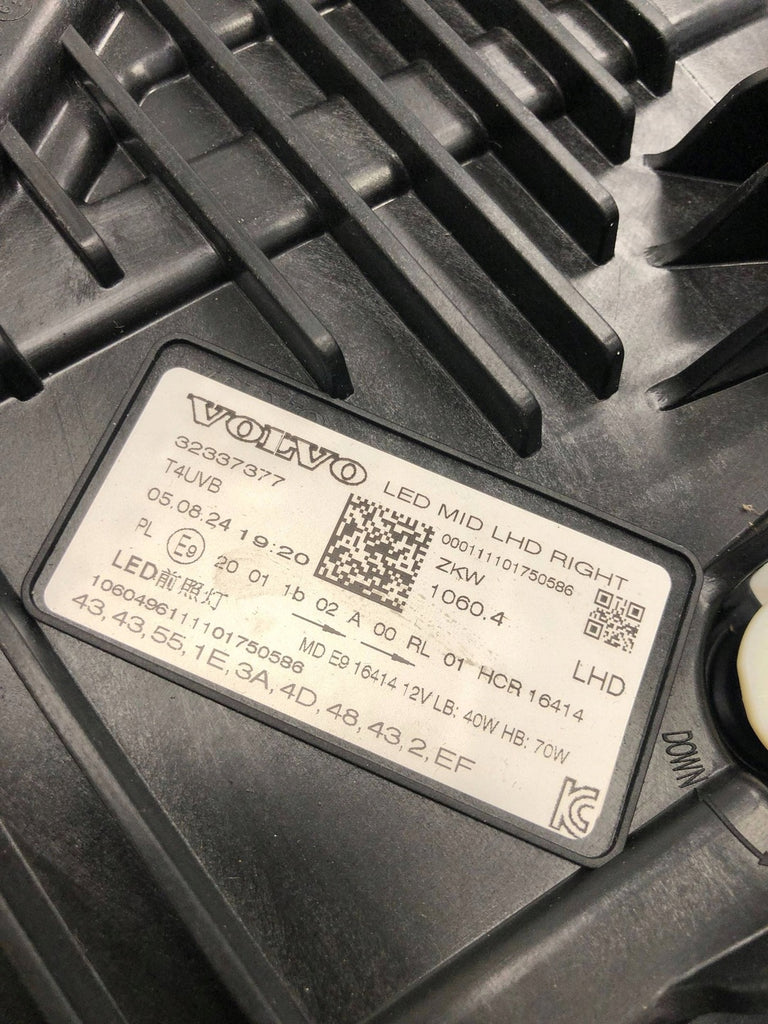 VOLVO LED MID LHD RIGHT
32337377 000111101750586
T4UVB ZKW
05.08.24 19:20 1060.4
PL E9 20 01 1b 02 A 00 RL 01 HCR 16414
LHD
LED前照灯 MD E9 16414 12V LB: 40W HB: 70W
1060496111101750586
43,43,55,1E,3A,4D,48,43,2,EF
KC
DOWN